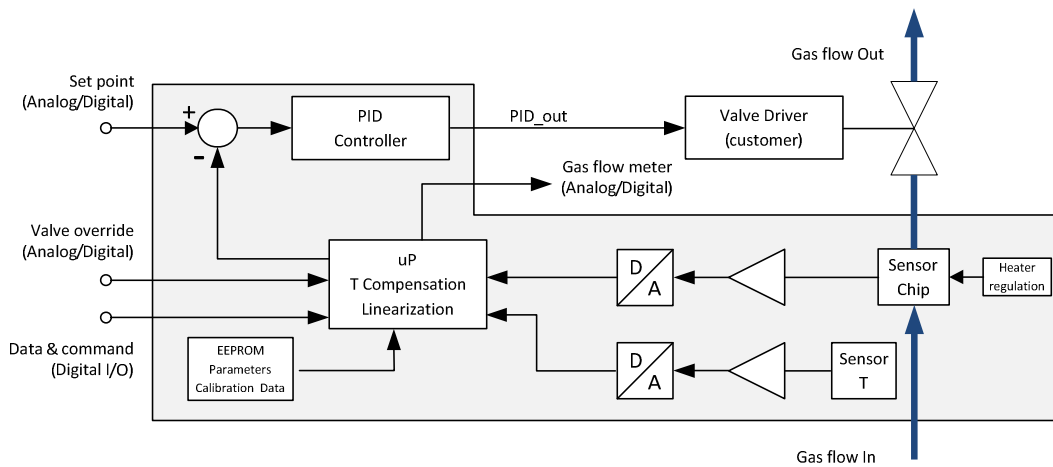 Gas flow Out
Set point
(Analog/Digital)
+
-
PID
Controller
PID_out
Valve Driver
(customer)
Gas flow meter
(Analog/Digital)
Valve override
(Analog/Digital)
uP
T Compensation
Linearization
D
A
Sensor
Chip
Heater
regulation
Data & command
(Digital I/O)
EEPROM
Parameters
Calibration Data
D
A
Sensor
T
Gas flow In